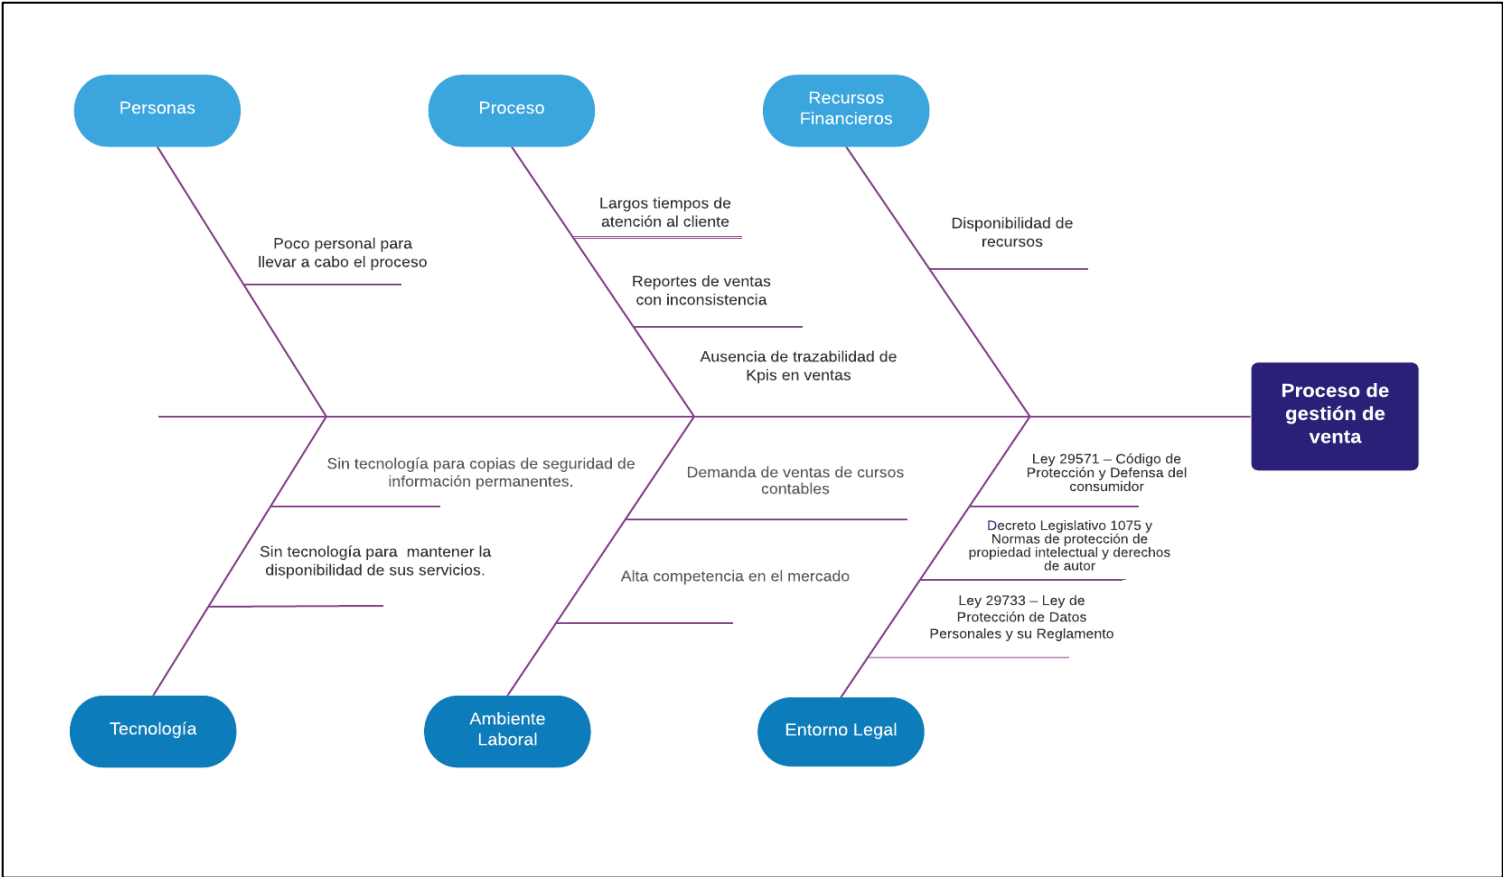 Personas
Proceso
Recursos
Financieros
Largos tiempos de
atención al cliente
Disponibilidad de
recursos
Poco personal para
llevar a cabo el proceso
Reportes de ventas
con inconsistencia
Ausencia de trazabilidad de
Kpis en ventas
Proceso de
gestión de
venta
Sin tecnología para copias de seguridad de
información permanentes.
Demanda de ventas de cursos
contables
Ley 29571 – Código de
Protección y Defensa del
consumidor
Sin tecnología para  mantener la
disponibilidad de sus servicios.
Alta competencia en el mercado
Decreto Legislativo 1075 y
Normas de protección de
propiedad intelectual y derechos
de autor
Ley 29733 – Ley de
Protección de Datos
Personales y su Reglamento
Tecnología
Ambiente
Laboral
Entorno Legal